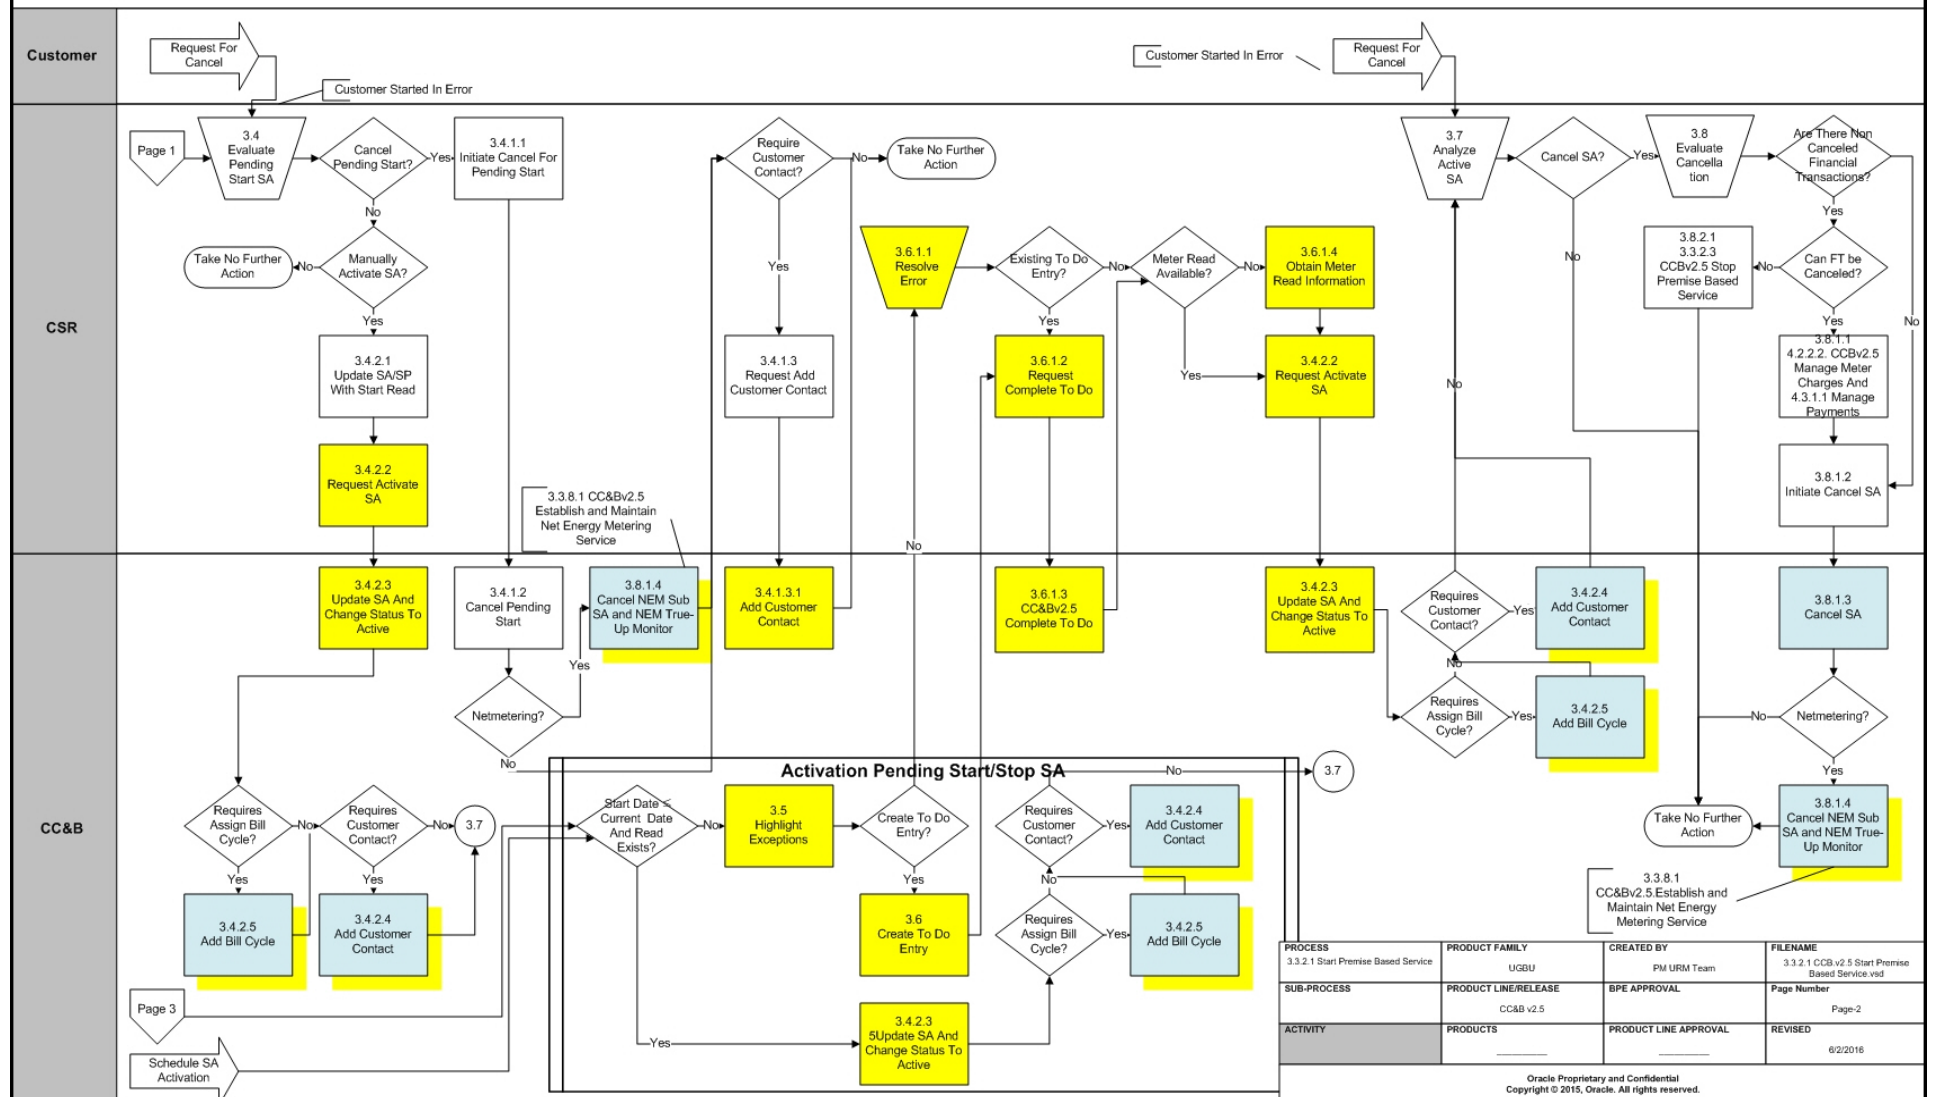 Customer
Request For
Cancel
Customer Started In Error
Customer Started In Error
Request For
Cancel
CSR
Page 1
3.4
Evaluate
Pending
Start SA
Cancel
Pending Start?
Yes
3.4.1.1
Initiate Cancel For
Pending Start
No
Take No Further
Action
No
Manually
Activate SA?
Yes
3.4.2.1
Update SA/SP
With Start Read
3.4.2.2
Request Activate
SA
3.3.8.1 CC&Bv2.5
Establish and Maintain
Net Energy Metering
Service
Require
Customer
Contact?
No
Take No Further
Action
Yes
3.4.1.3
Request Add
Customer Contact
3.6.1.1
Resolve
Error
No
Existing To Do
Entry?
No
Yes
3.6.1.2
Request
Complete To Do
Meter Read
Available?
No
Yes
3.6.1.4
Obtain Meter
Read Information
3.4.2.2
Request Activate
SA
3.7
Analyze
Active
SA
No
Cancel SA?
Yes
No
3.8
Evaluate
Cancella
tion
Are There Non
Canceled
Financial
Transactions?
Yes
No
3.8.2.1
3.3.2.3
CCBv2.5 Stop
Premise Based
Service
No
Can FT be
Canceled?
Yes
3.8.1.1
4.2.2.2. CCBv2.5
Manage Meter
Charges And
4.3.1.1 Manage
Payments
3.8.1.2
Initiate Cancel SA
CC&B
3.4.2.3
Update SA And
Change Status To
Active
3.4.1.2
Cancel Pending
Start
Netmetering?
Yes
No
3.8.1.4
Cancel NEM Sub
SA and NEM True-
Up Monitor
3.4.1.3.1
Add Customer
Contact
3.6.1.3
CC&Bv2.5
Complete To Do
3.4.2.3
Update SA And
Change Status To
Active
Requires
Customer
Contact?
Yes
3.4.2.4
Add Customer
Contact
No
Requires
Assign Bill
Cycle?
Yes
3.4.2.5
Add Bill Cycle
3.8.1.3
Cancel SA
Netmetering?
No
Yes
3.8.1.4
Cancel NEM Sub
SA and NEM True-
Up Monitor
Take No Further
Action
3.3.8.1
CC&Bv2.5.Establish and
Maintain Net Energy
Metering Service
Requires
Assign Bill
Cycle?
No
Yes
3.4.2.5
Add Bill Cycle
Requires
Customer
Contact?
No
3.7
Yes
3.4.2.4
Add Customer
Contact
Page 3
Schedule SA
Activation
Activation Pending Start/Stop SA
No
3.7
Start Date ≤
Current Date
And Read
Exists?
No
3.5
Highlight
Exceptions
Create To Do
Entry?
Yes
3.6
Create To Do
Entry
Yes
3.4.2.3
5Update SA And
Change Status To
Active
Requires
Customer
Contact?
Yes
3.4.2.4
Add Customer
Contact
No
Requires
Assign Bill
Cycle?
Yes
3.4.2.5
Add Bill Cycle
PROCESS
3.3.2.1 Start Premise Based Service
PRODUCT FAMILY
UGBU
CREATED BY
PM URM Team
FILENAME
3.3.2.1 CCB.v2.5 Start Premise
Based Service.vsd
SUB-PROCESS
PRODUCT LINE/RELEASE
CC&B v2.5
BPE APPROVAL
Page Number
Page-2
ACTIVITY
PRODUCTS
PRODUCT LINE APPROVAL
REVISED
6/2/2016
Oracle Proprietary and Confidential
Copyright © 2015, Oracle. All rights reserved.